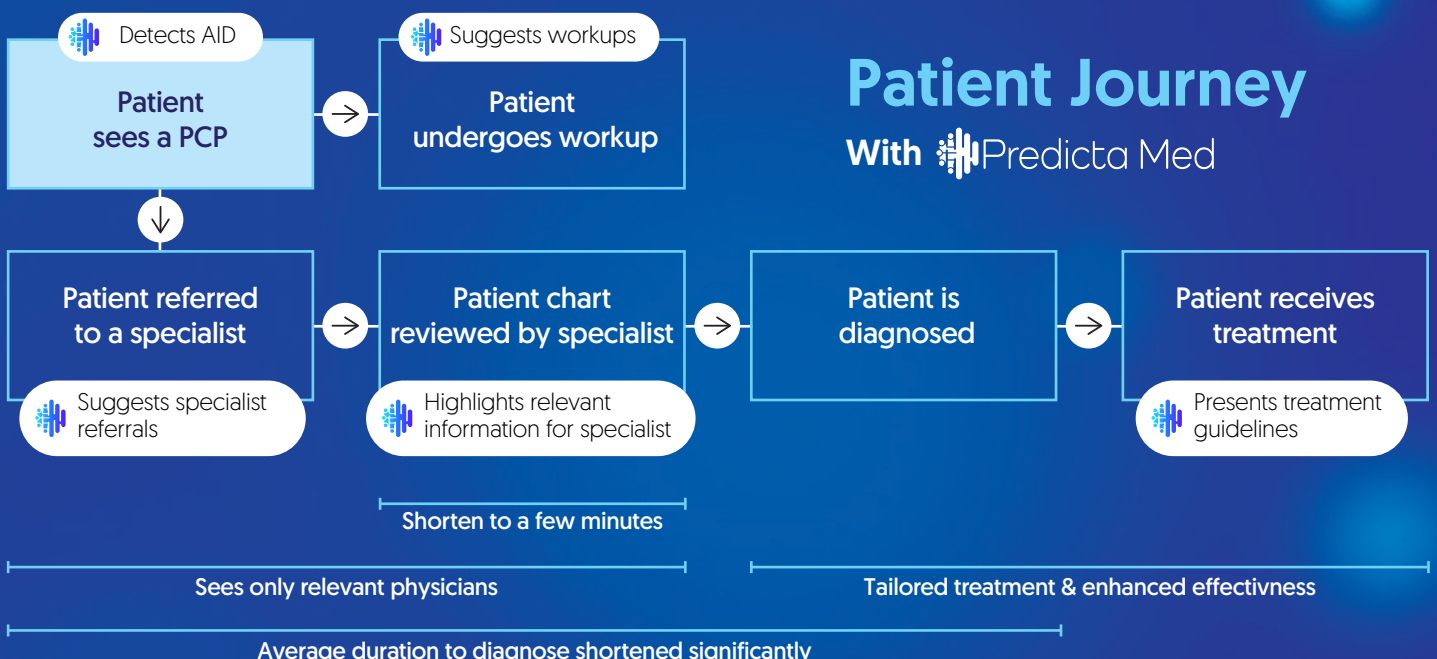 Detects AID
Patient
sees a PCP
Suggests workups
Patient
undergoes workup
Patient Journey
With Predicta Med
Patient referred
to a specialist
Suggests specialist
referrals
Patient chart
reviewed by specialist
Highlights relevant
information for specialist
Patient is
diagnosed
Patient receives
treatment
Presents treatment
guidelines
Shorten to a few minutes
Sees only relevant physicians
Tailored treatment & enhanced effectivness
Average duration to diagnose shortened significantly